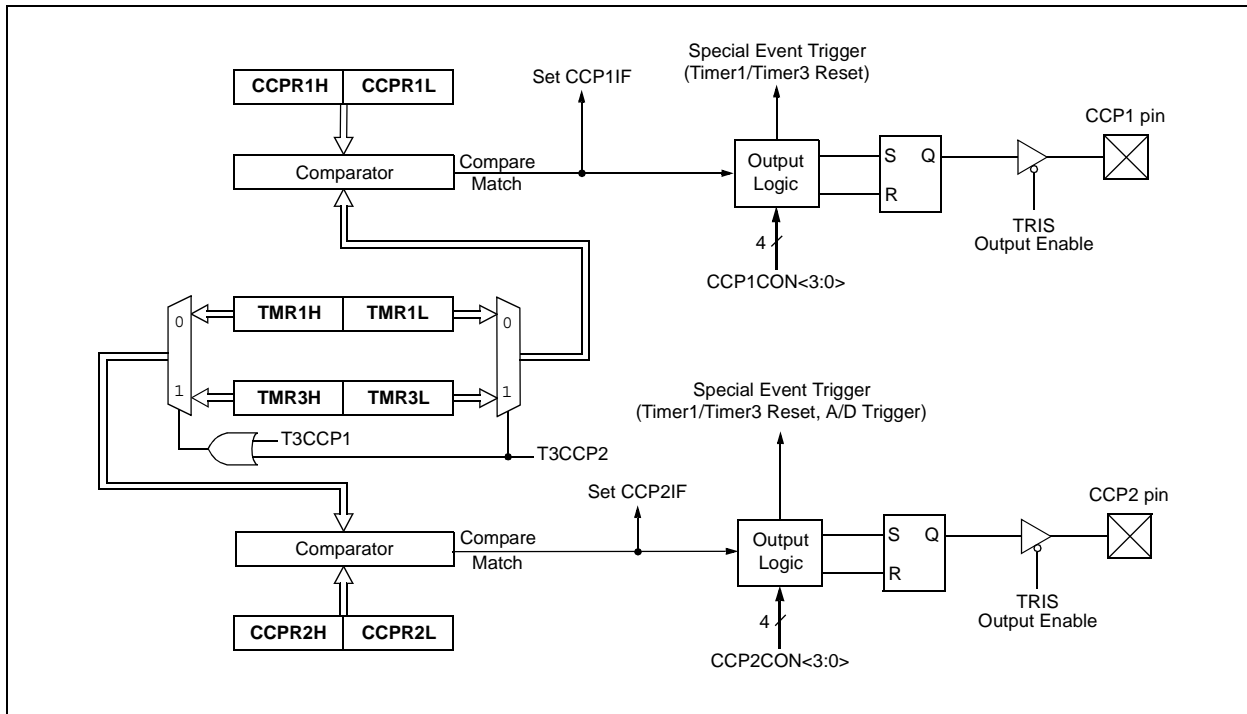 Special Event Trigger
(Timer1/Timer3 Reset)
Set CCP1IF
CCPR1H CCPR1L
CCP1 pin
Comparator
Compare
Match
Output
Logic
S Q
R
TRIS
Output Enable
4
CCP1CON<3:0>
0 TMR1H TMR1L 0
1 TMR3H TMR3L 1
T3CCP1
T3CCP2
Special Event Trigger
(Timer1/Timer3 Reset, A/D Trigger)
Set CCP2IF
CCP2 pin
Comparator
Compare
Match
Output
Logic
S Q
R
TRIS
Output Enable
4
CCPR2H CCPR2L
CCP2CON<3:0>